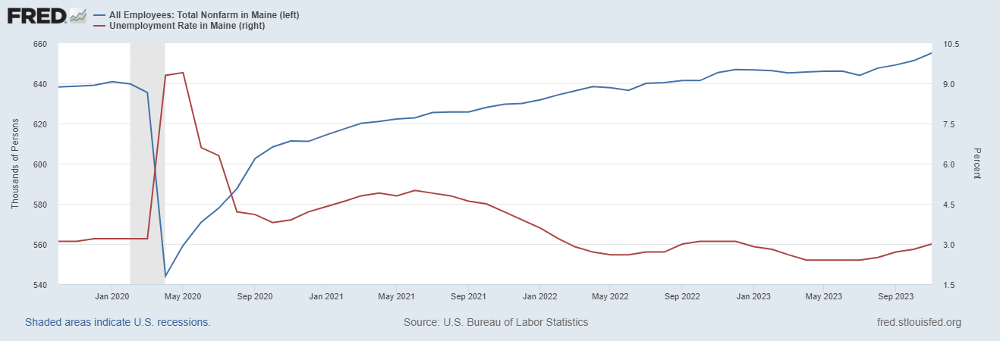 FRED
All Employees: Total Nonfarm in Maine (left)
Unemployment Rate in Maine (right)
660
640
620
600
580
560
540
Thousands of Persons
10.5
9.0
7.5
6.0
4.5
3.0
1.5
Percent
Jan 2020 May 2020 Sep 2020 Jan 2021 May 2021 Sep 2021 Jan 2022 May 2022 Sep 2022 Jan 2023 May 2023 Sep 2023
Shaded areas indicate U.S. recessions. Source: U.S. Bureau of Labor Statistics fred.stlouisfed.org